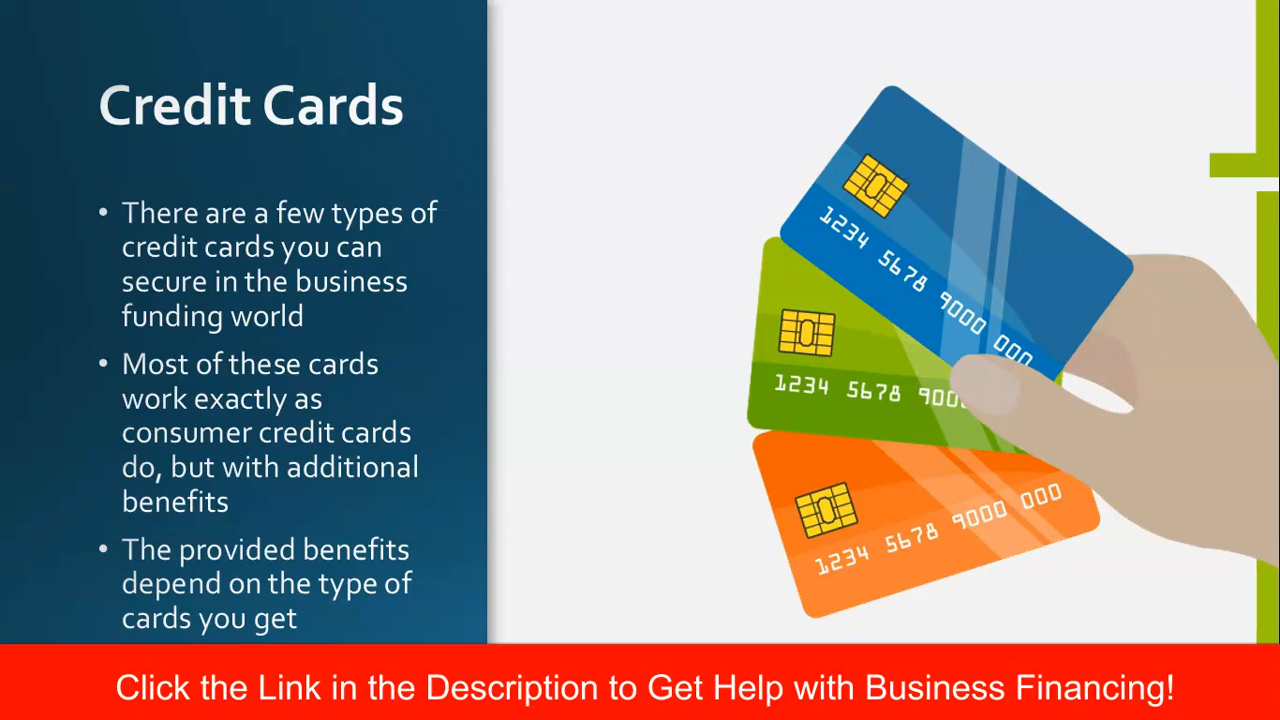 Credit Cards
• There are a few types of
credit cards you can
secure in the business
funding world
• Most of these cards
work exactly as
consumer credit cards
do, but with additional
benefits
• The provided benefits
depend on the type of
cards you get
1234 5678 9000 000
1234 5678 900
1234 5678 9000 000
Click the Link in the Description to Get Help with Business Financing!